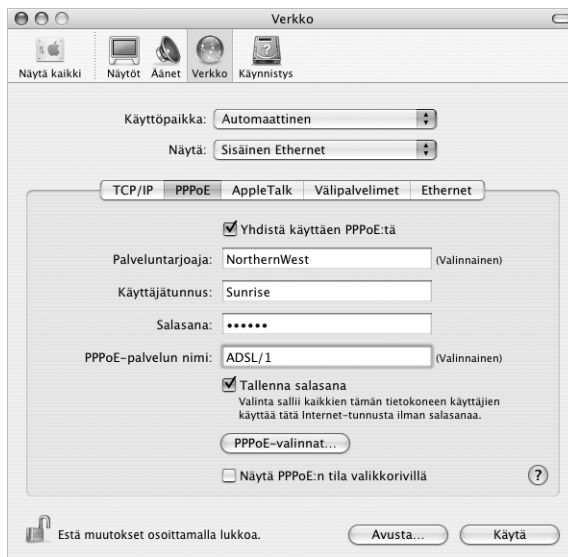 Verkko
Näytä kaikki Näytöt Äänet Verkko Käynnistys
Käyttöpaikka: Automaattinen
Näytä: Sisäinen Ethernet
TCP/IP PPPoE AppleTalk Välipalvelimet Ethernet
Yhdistä käyttäen PPPoE:tä
Palveluntarjoaja: NorthernWest (Valinnainen)
Käyttäjätunnus: Sunrise
Salasana: ••••••
PPPoE-palvelun nimi: ADSL/1 (Valinnainen)
Tallenna salasana
Valinta sallii kaikkien tämän tietokoneen käyttäjien
käyttää tätä Internet-tunnusta ilman salasanaa.
PPPoE-valinnat...
Näytä PPPoE:n tila valikkorivillä ?
Estä muutokset osoittamalla lukkoa. Avusta... Käytä